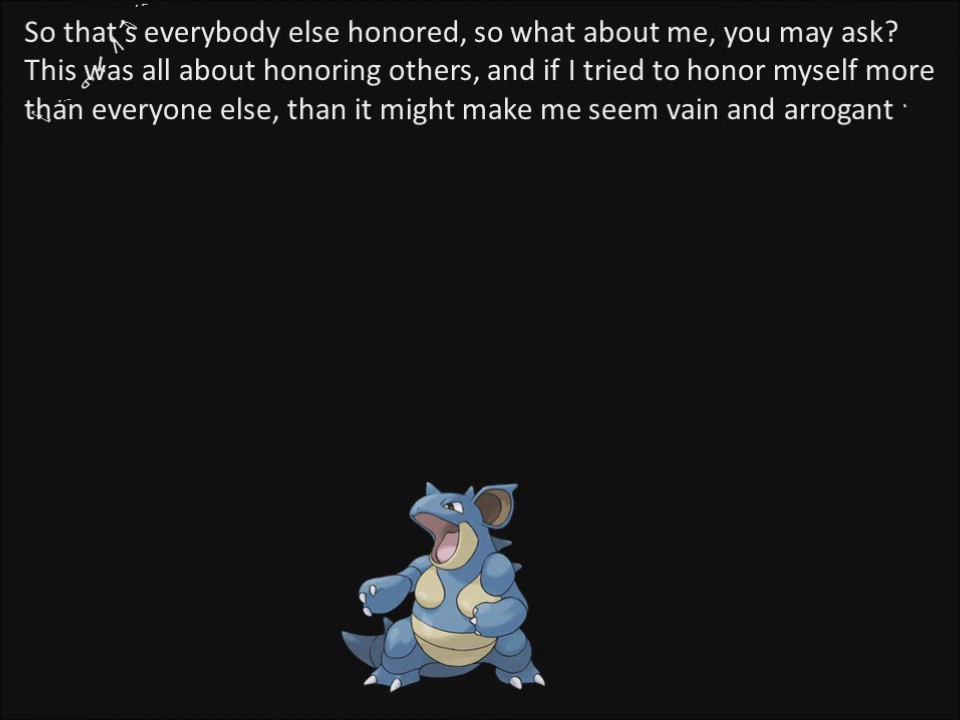 So that's everybody else honored, so what about me, you may ask?
This was all about honoring others, and if I tried to honor myself more
than everyone else, than it might make me seem vain and arrogant